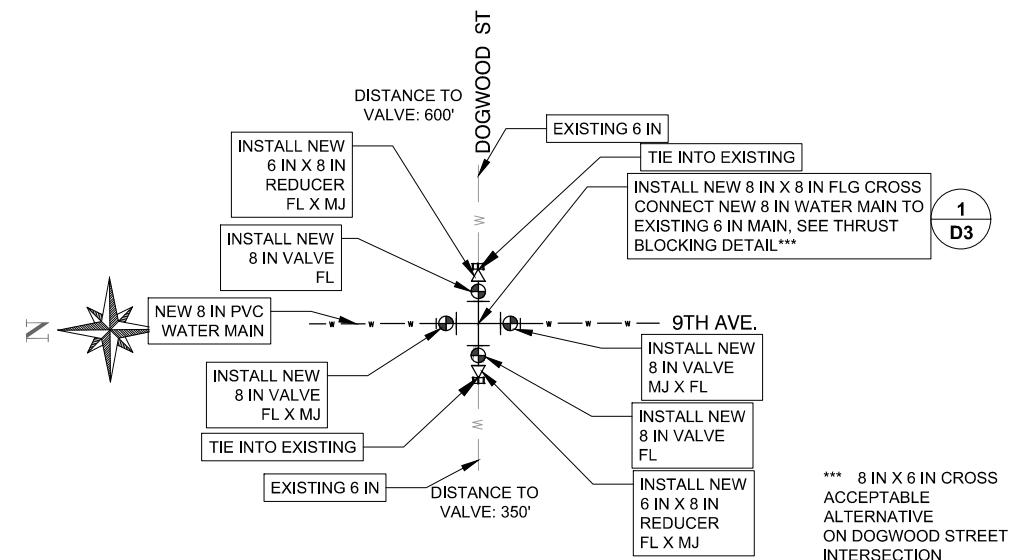 DOGWOOD ST
DISTANCE TO
VALVE: 600'
EXISTING 6 IN
INSTALL NEW
6 IN X 8 IN
REDUCER
FL X MJ
TIE INTO EXISTING
INSTALL NEW 8 IN X 8 IN FLG CROSS
CONNECT NEW 8 IN WATER MAIN TO
EXISTING 6 IN MAIN, SEE THRUST
BLOCKING DETAIL***
1
D3
W
INSTALL NEW
8 IN VALVE
FL
N
NEW 8 IN PVC
WATER MAIN
W W W W W
9TH AVE.
INSTALL NEW
8 IN VALVE
MJ X FL
INSTALL NEW
8 IN VALVE
FL X MJ
INSTALL NEW
8 IN VALVE
FL
TIE INTO EXISTING
W
EXISTING 6 IN
DISTANCE TO
VALVE: 350'
INSTALL NEW
6 IN X 8 IN
REDUCER
FL X MJ
*** 8 IN X 6 IN CROSS
ACCEPTABLE
ALTERNATIVE
ON DOGWOOD STREET
INTERSECTION